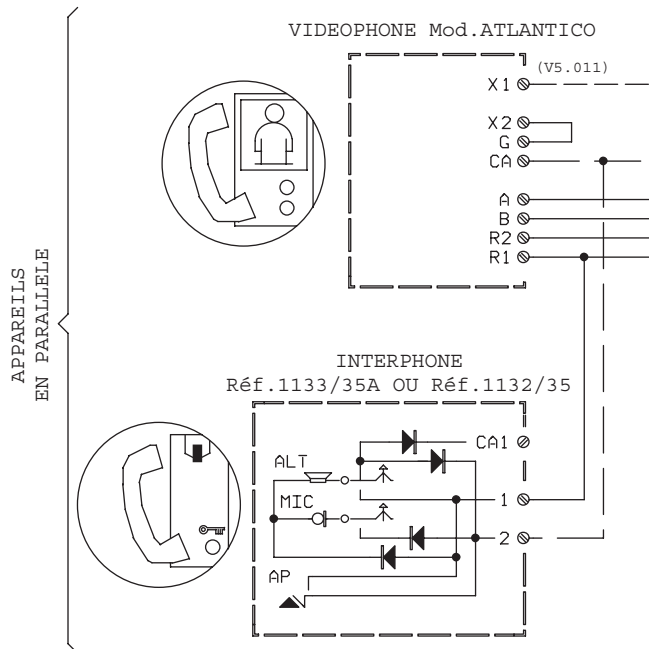 VIDEOPHONE Mod.ATLANTICO
(V5.011)
X1
X2
G
CA
A
B
R2
R1
APPAREILS
EN PARALLELE
INTERPHONE
Réf.1133/35A OU Réf.1132/35
CA1
ALT
1
MIC
2
AP